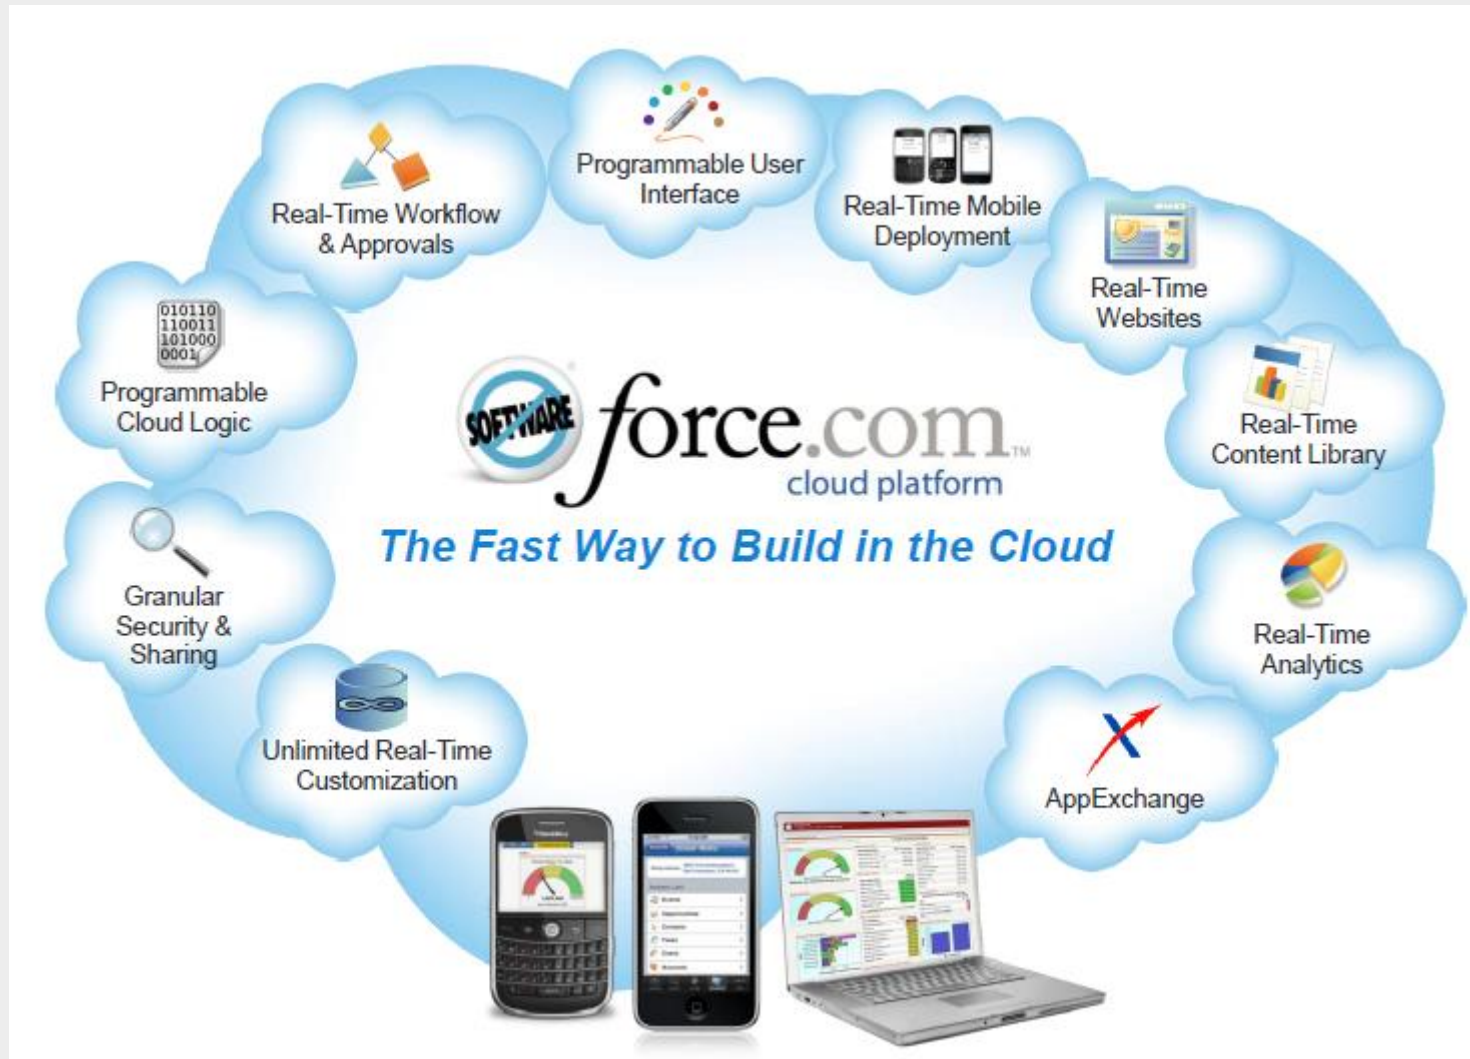 Programmable User
Interface
Real-Time Workflow
& Approvals
Real-Time Mobile
Deployment
Real-Time
Websites
010110
110011
101000
0001
Programmable
Cloud Logic
Real-Time
Content Library
SOFTWARE
force.com™
cloud platform
The Fast Way to Build in the Cloud
Granular
Security &
Sharing
Real-Time
Analytics
Unlimited Real-Time
Customization
AppExchange